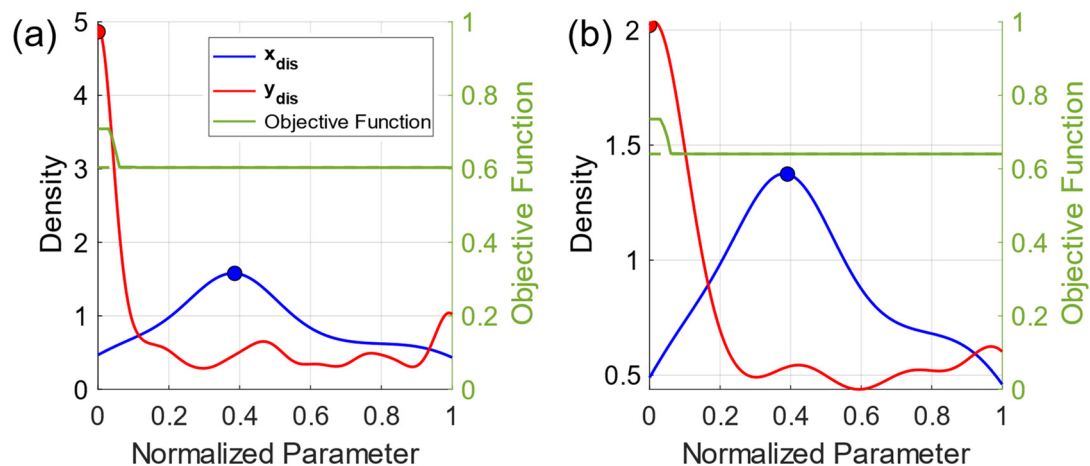 (a)
5
4
3
2
1
0
Density
x_dis
y_dis
Objective Function
1
0.8
0.6
0.4
0.2
0
Objective Function
0 0.2 0.4 0.6 0.8 1
Normalized Parameter
(b)
2
1.5
1
0.5
Density
1
0.8
0.6
0.4
0.2
0
Objective Function
0 0.2 0.4 0.6 0.8 1
Normalized Parameter